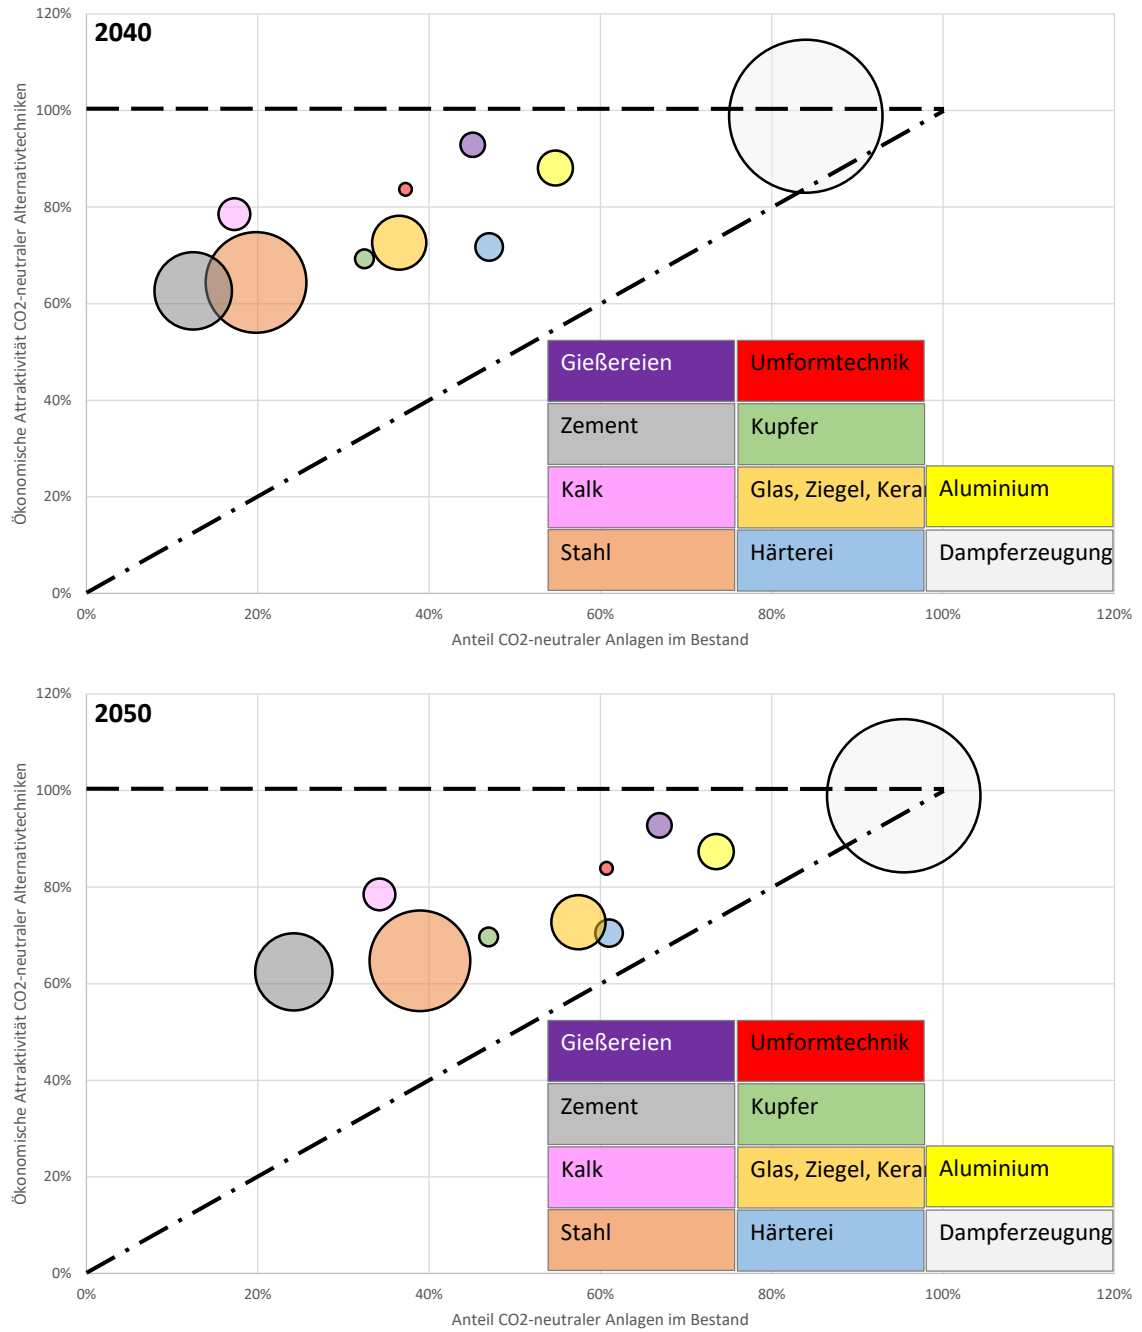 120%
2040
100%
80%
60%
40%
20%
0%
Ökonomische Attraktivität CO2-neutraler Alternativtechniken
Gießereien Umformtechnik
Zement Kupfer
Kalk Glas, Ziegel, Kera Aluminium
Stahl Härterei Dampferzeugung
0% 20% 40% 60% 80% 100% 120%
Anteil CO2-neutraler Anlagen im Bestand
120%
2050
100%
80%
60%
40%
20%
0%
Ökonomische Attraktivität CO2-neutraler Alternativtechniken
Gießereien Umformtechnik
Zement Kupfer
Kalk Glas, Ziegel, Kera Aluminium
Stahl Härterei Dampferzeugung
0% 20% 40% 60% 80% 100% 120%
Anteil CO2-neutraler Anlagen im Bestand